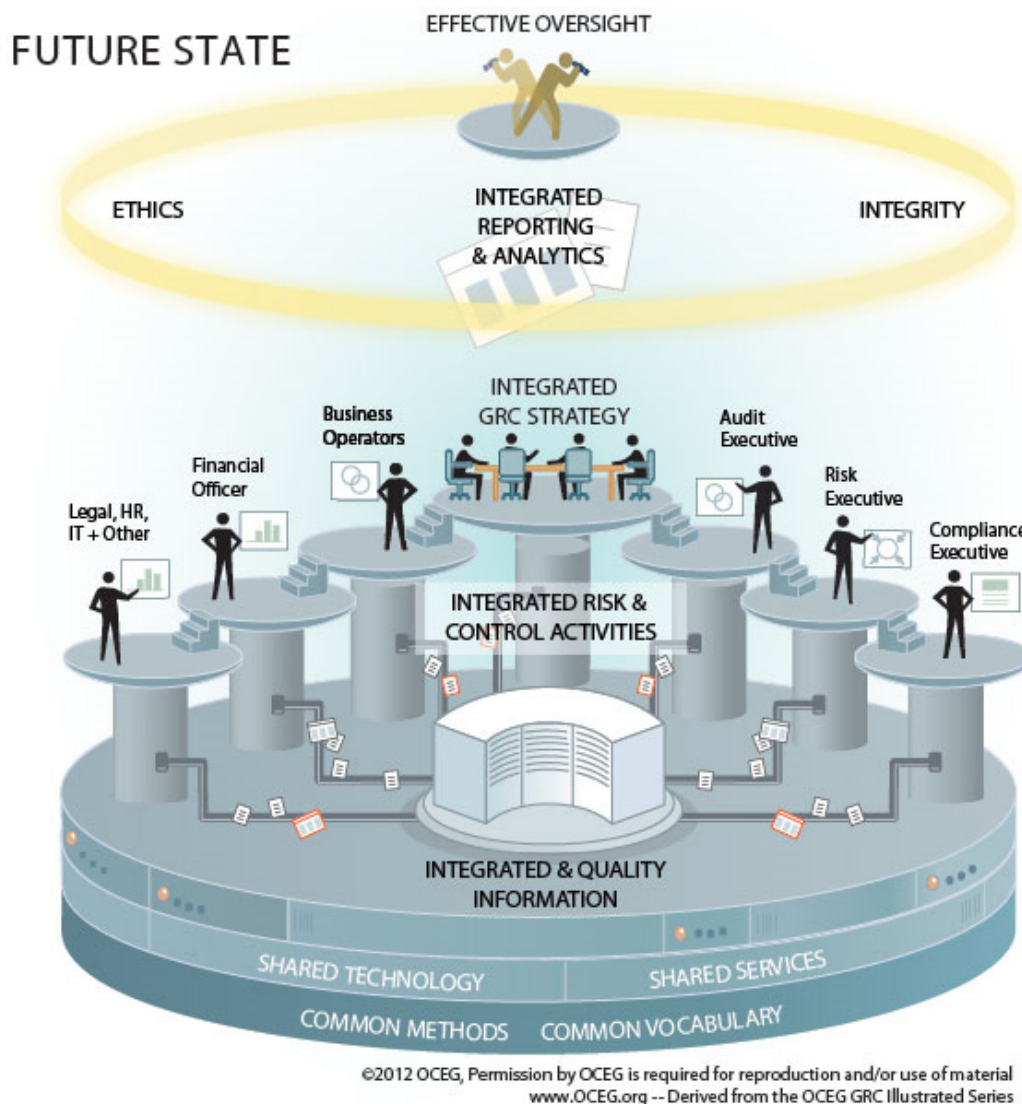 FUTURE STATE
EFFECTIVE OVERSIGHT
ETHICS
INTEGRATED
REPORTING
& ANALYTICS
INTEGRITY
INTEGRATED
GRC STRATEGY
Business
Operators
Audit
Executive
Financial
Officer
Risk
Executive
Legal, HR,
IT + Other
Compliance
Executive
INTEGRATED RISK &
CONTROL ACTIVITIES
INTEGRATED & QUALITY
INFORMATION
SHARED TECHNOLOGY
SHARED SERVICES
COMMON METHODS
COMMON VOCABULARY
©2012 OCEG, Permission by OCEG is required for reproduction and/or use of material
www.OCEG.org -- Derived from the OCEG GRC Illustrated Series